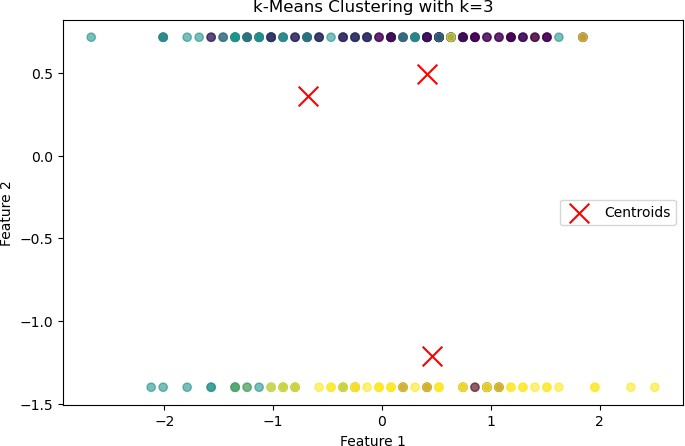 k-Means Clustering with k=3
Feature 2
0.5
0.0
−0.5
−1.0
−1.5
Centroids
−2
−1
0
1
2
Feature 1